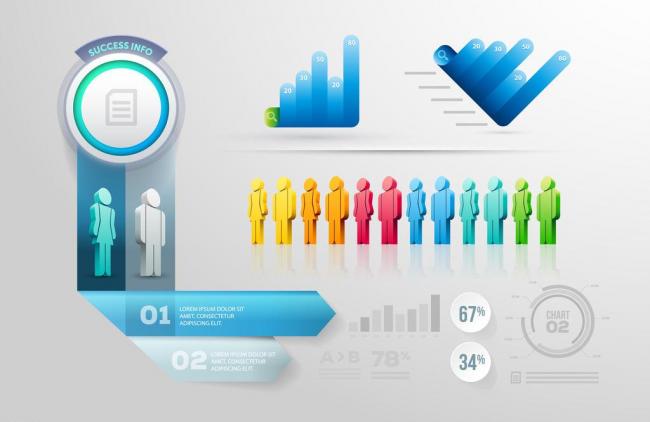 SUCCESS INFO
20
30
50
20
80
20
30
50
20
80
01
LOREM IPSUM DOLOR SIT
AMET, CONSECTETUR
ADIPISCING ELIT.
02
LOREM IPSUM DOLOR SIT
AMET, CONSECTETUR
ADIPISCING ELIT.
A>B
78%
67%
34%
CHART
02